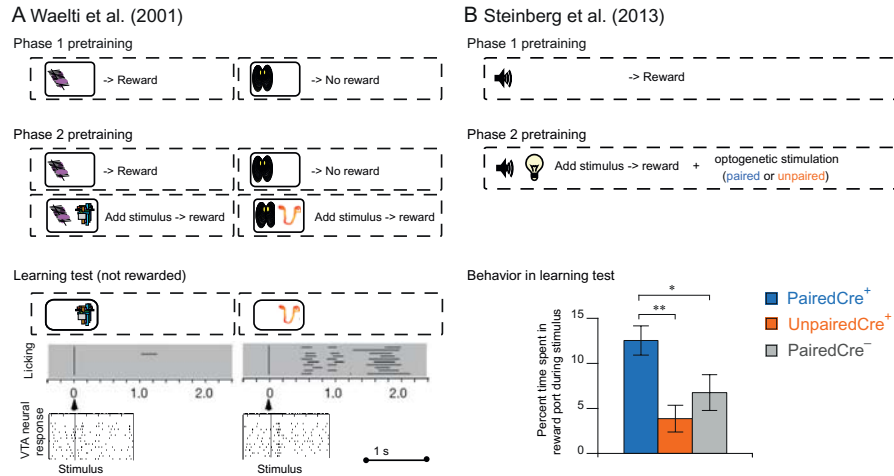 A Waelti et al. (2001)
Phase 1 pretraining
-> Reward
-> No reward
Phase 2 pretraining
-> Reward
-> No reward
Add stimulus -> reward
Add stimulus -> reward
Learning test (not rewarded)
Licking
0 1.0 2.0
0 1.0 2.0
VTA neural
response
Stimulus
Stimulus
1 s
B Steinberg et al. (2013)
Phase 1 pretraining
-> Reward
Phase 2 pretraining
Add stimulus -> reward + optogenetic stimulation
(paired or unpaired)
Behavior in learning test
Percent time spent in
reward port during stimulus
15
10
5
0
*
**
PairedCre+
UnpairedCre+
PairedCre−